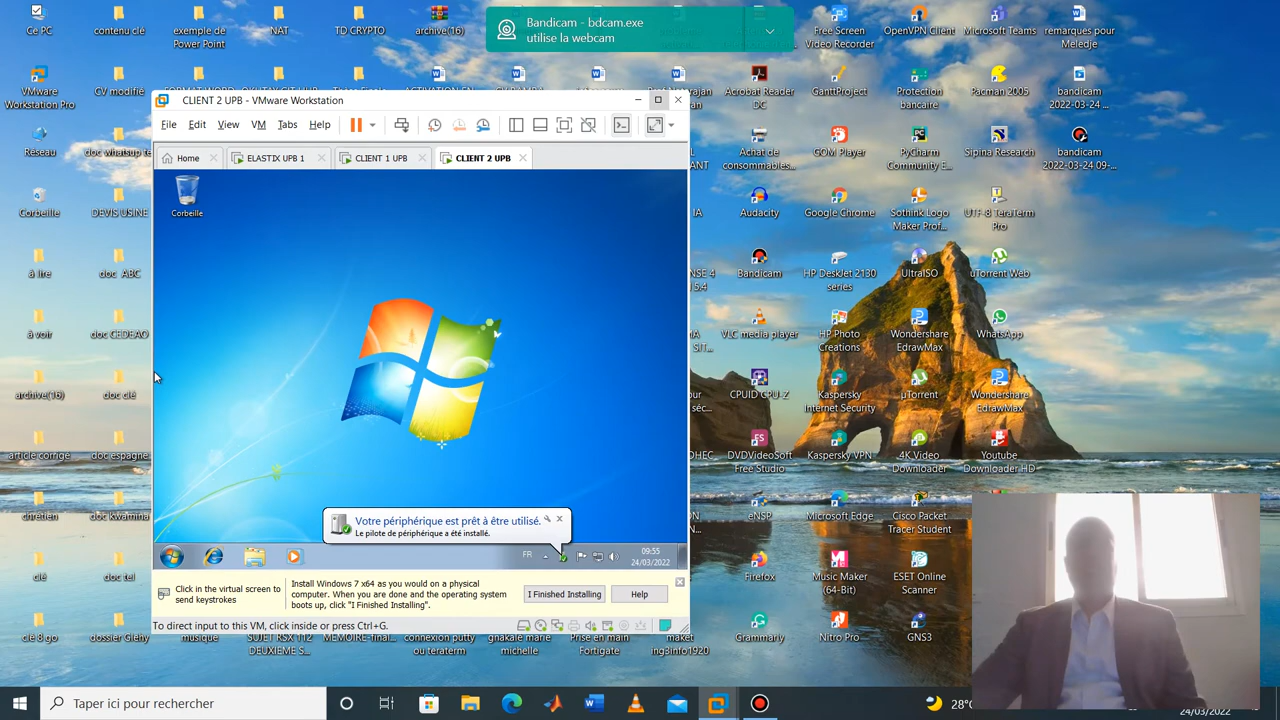 Ce PC
contenu clé
exemple de
Power Point
NAT
TD CRYPTO
archive(16)
Bandicam - bdcam.exe
utilise la webcam
Free Screen
Video Recorder
OpenVPN Client
Microsoft Teams
remarques pour
Meledje
VMware
Workstation Pro
CV modifié
Acrobat Reader
DC
GanttProject
Protection
bancaire
Pacman 2005
bandicam
2022-03-24 ...
CLIENT 2 UPB - VMware Workstation
File
Edit
View
VM
Tabs
Help
Home
ELASTIX UPB 1
CLIENT 1 UPB
CLIENT 2 UPB
Réseau
doc whatsup te
Achat de
consommables...
GOM Player
PyCharm
Community E...
Sipina Research
bandicam
2022-03-24 09-...
Corbeille
DEVIS USINE
Corbeille
Audacity
Google Chrome
Sothink Logo
Maker Prof...
UTF-8 TeraTerm
Pro
à lire
doc ABC
Bandicam
HP DeskJet 2130
series
UltraISO
uTorrent Web
à voir
doc CEDEAO
VLC media player
HP Photo
Creations
Wondershare
EdrawMax
WhatsApp
archive(16)
doc clé
CPUID CPU-Z
Kaspersky
Internet Security
µTorrent
Wondershare
EdrawMax
article corrigé
doc espagne
DVDVideoSoft
Free Studio
Kaspersky VPN
4K Video
Downloader
Youtube
Downloader HD
chrétien
doc kwamina
eNSP
Microsoft Edge
Cisco Packet
Tracer Student
Votre périphérique est prêt à être utilisé.
Le pilote de périphérique a été installé.
FR
09:55
24/03/2022
clé
doc tel
Firefox
Music Maker
(64-Bit)
ESET Online
Scanner
Click in the virtual screen to
send keystrokes
Install Windows 7 x64 as you would on a physical
computer. When you are done and the operating system
boots up, click "I Finished Installing".
I Finished Installing
Help
To direct input to this VM, click inside or press Ctrl+G.
clé 8 go
dossier Gleny
musique
SUJET RSX 112
DEUXIEME S...
MEMOIRE-final...
connexion putty
ou teraterm
gnakale marie
michelle
Prise en main
Fortigate
maket
ing3info1920
Grammarly
Nitro Pro
GNS3
Taper ici pour rechercher
28°
24/03/2022